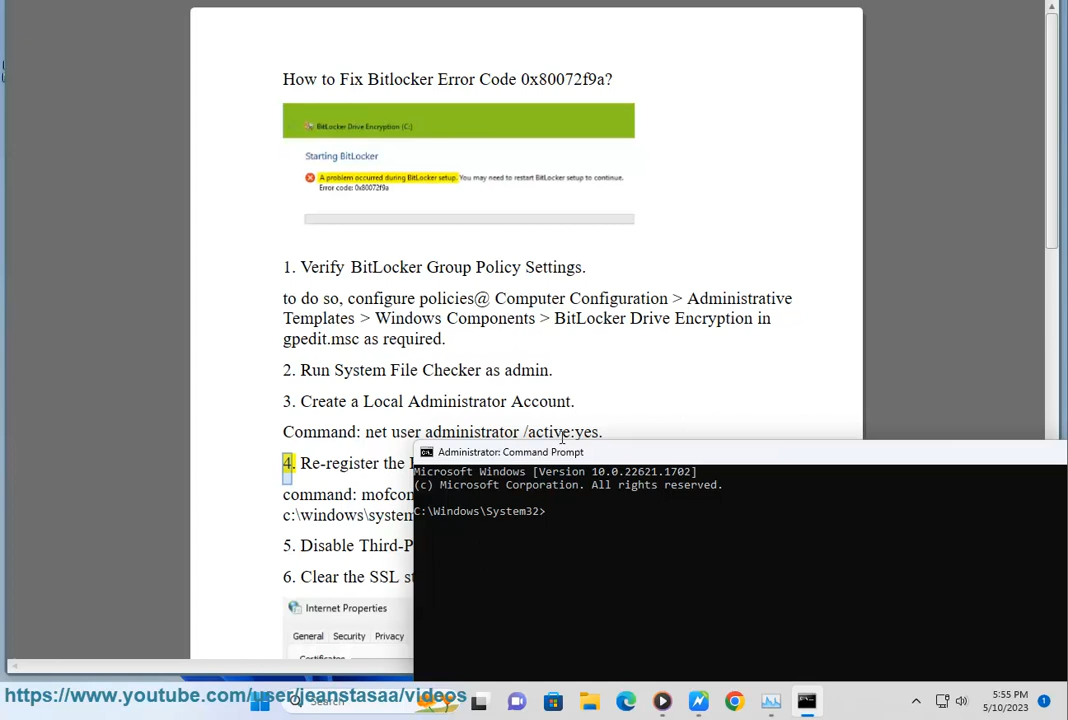 How to Fix Bitlocker Error Code 0x80072f9a?
BitLocker Drive Encryption (C:)
Starting BitLocker
A problem occurred during BitLocker setup. You may need to restart BitLocker setup to continue.
Error code: 0x80072f9a
1. Verify BitLocker Group Policy Settings.
to do so, configure policies@ Computer Configuration > Administrative
Templates > Windows Components > BitLocker Drive Encryption in
gpedit.msc as required.
2. Run System File Checker as admin.
3. Create a Local Administrator Account.
Command: net user administrator /active:yes.
4. Re-register the
command: mofcom
c:\windows\system
5. Disable Third-P
6. Clear the SSL st
Internet Properties
General Security Privacy
Certificates
Administrator: Command Prompt
Microsoft Windows [Version 10.0.22621.1702]
(c) Microsoft Corporation. All rights reserved.
C:\Windows\System32>
https://www.youtube.com/user/jeanstasaa/videos
Search
5:55 PM
5/10/2023
1